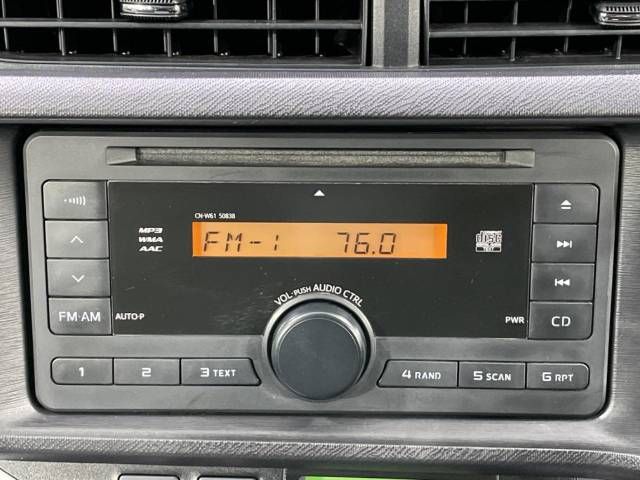 CN-W61 50838
MP3
WMA
AAC
FM-1 76.0
VOL·PUSH AUDIO CTRL
FM·AM
AUTO·P
PWR
CD
1
2
3 TEXT
4 RAND
5 SCAN
6 RPT